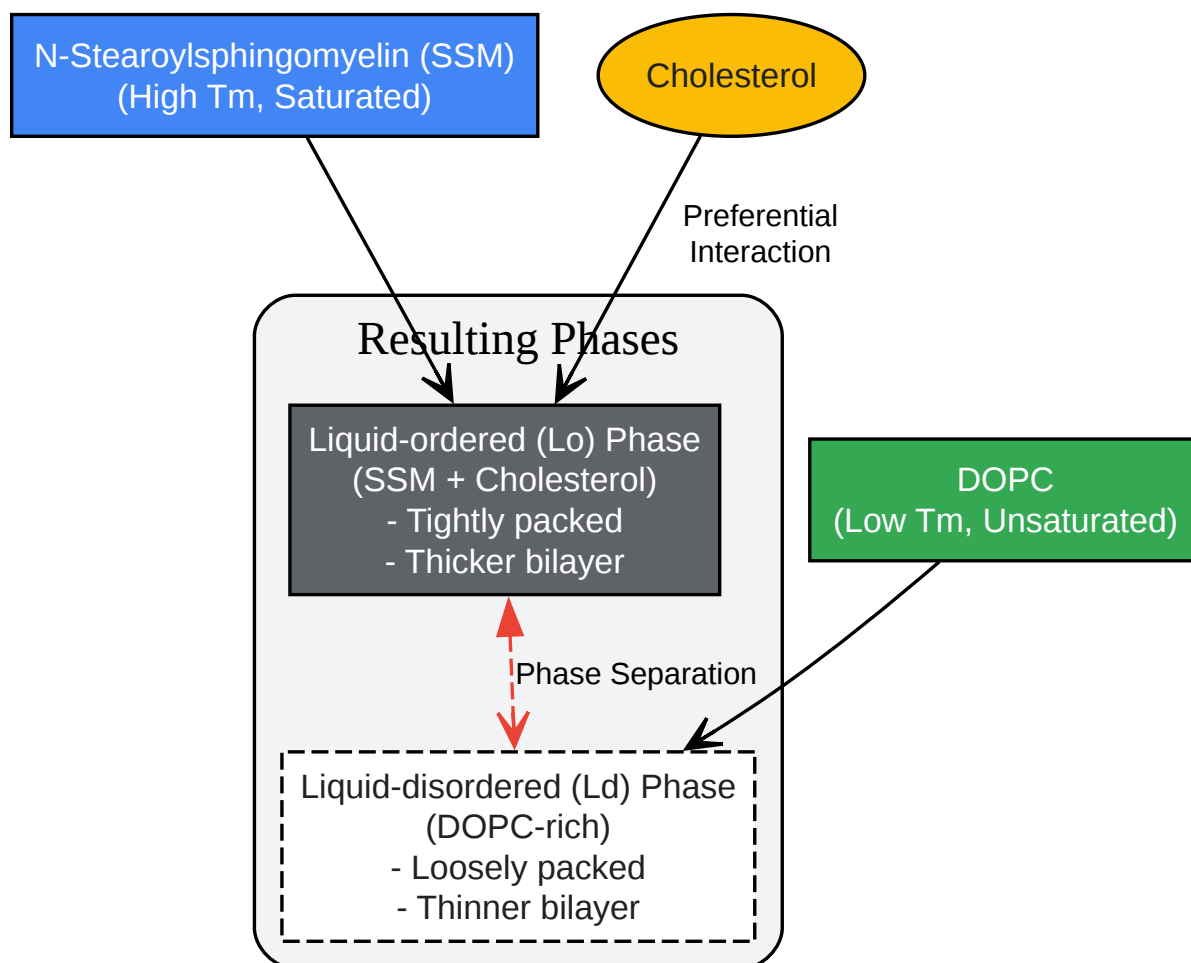 N-Stearoylsphingomyelin (SSM)
(High Tm, Saturated)
Cholesterol
Preferential
Interaction
Resulting Phases
Liquid-ordered (Lo) Phase
(SSM + Cholesterol)
- Tightly packed
- Thicker bilayer
DOPC
(Low Tm, Unsaturated)
Phase Separation
Liquid-disordered (Ld) Phase
(DOPC-rich)
- Loosely packed
- Thinner bilayer